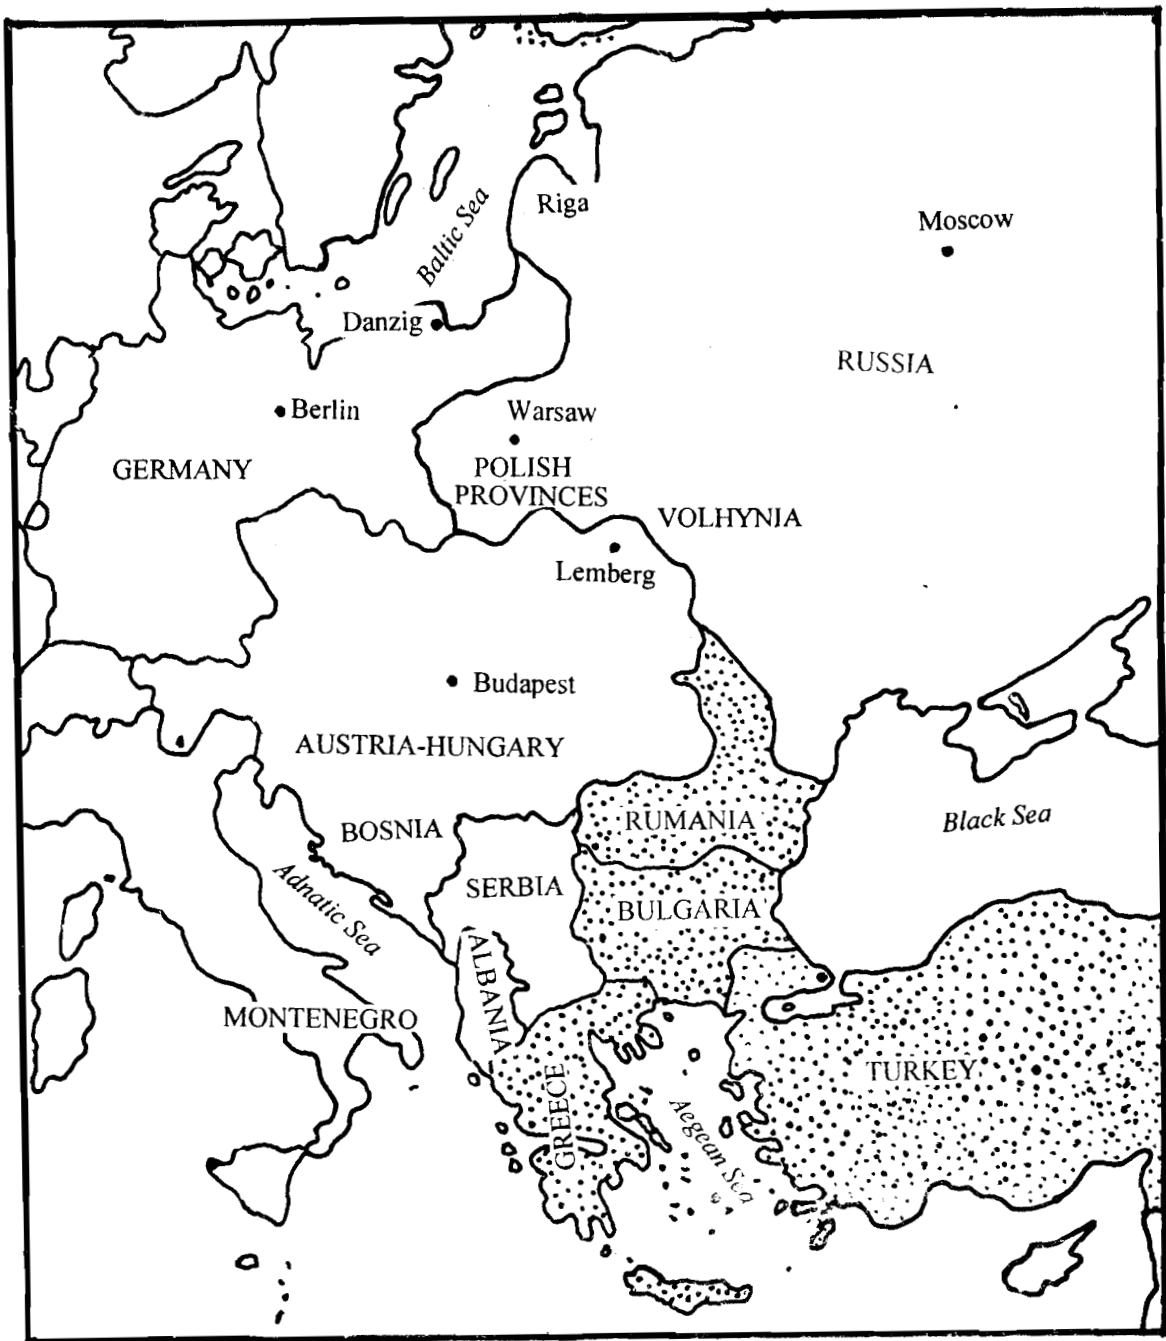 Riga
Moscow
Baltic Sea
Danzig
RUSSIA
Berlin
Warsaw
GERMANY
POLISH
PROVINCES
VOLHYNIA
Lemberg
Budapest
AUSTRIA-HUNGARY
BOSNIA
RUMANIA
Black Sea
SERBIA
Adriatic Sea
BULGARIA
ALBANIA
MONTENEGRO
TURKEY
GREECE
Aegean Sea